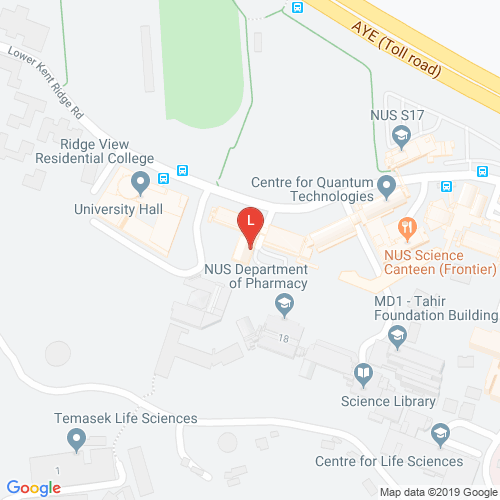 AYE (Toll road)
Lower Kent Ridge Rd
NUS S17
Ridge View
Residential College
Centre for Quantum
Technologies
University Hall
L
NUS Science
Canteen (Frontier)
NUS Department
of Pharmacy
MD1 - Tahir
Foundation Building
18
Science Library
Temasek Life Sciences
Centre for Life Sciences
1
Google
Map data ©2019 Google